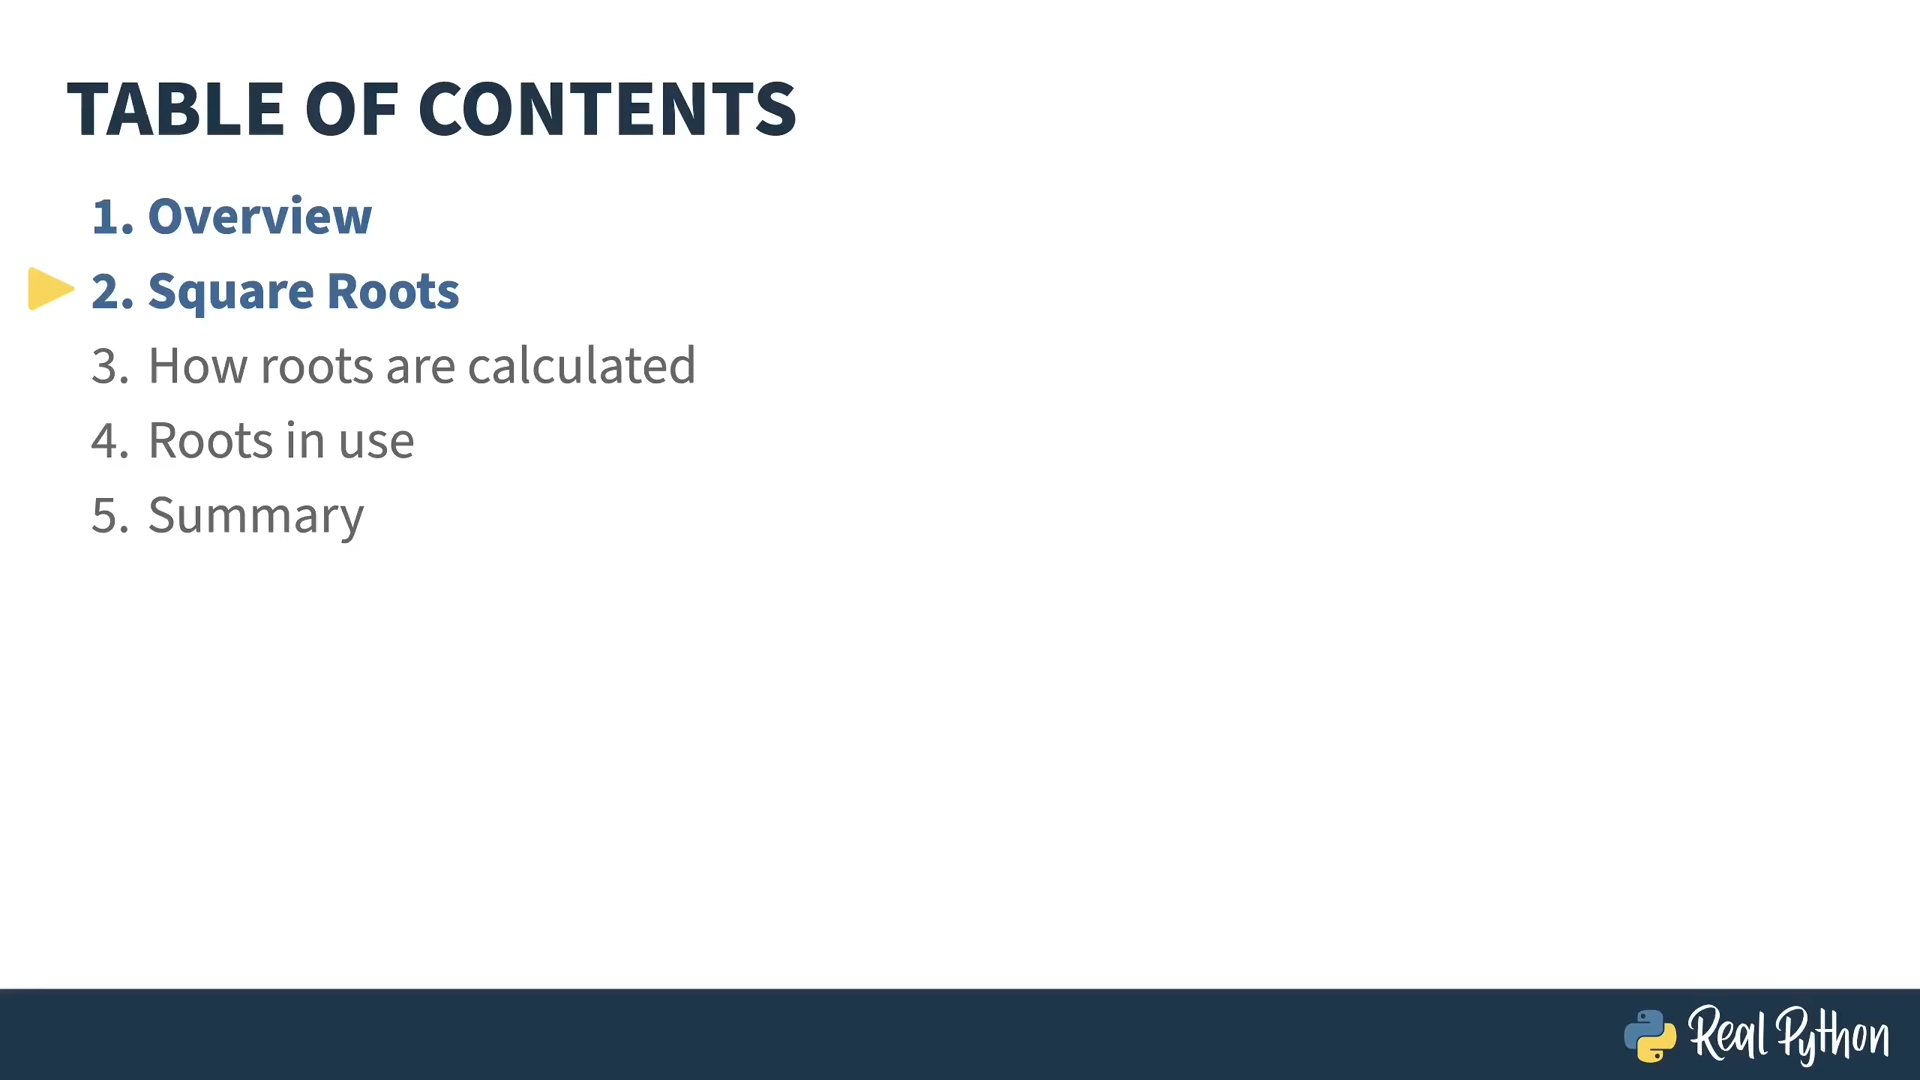 TABLE OF CONTENTS
1. Overview
2. Square Roots
3. How roots are calculated
4. Roots in use
5. Summary
Real Python